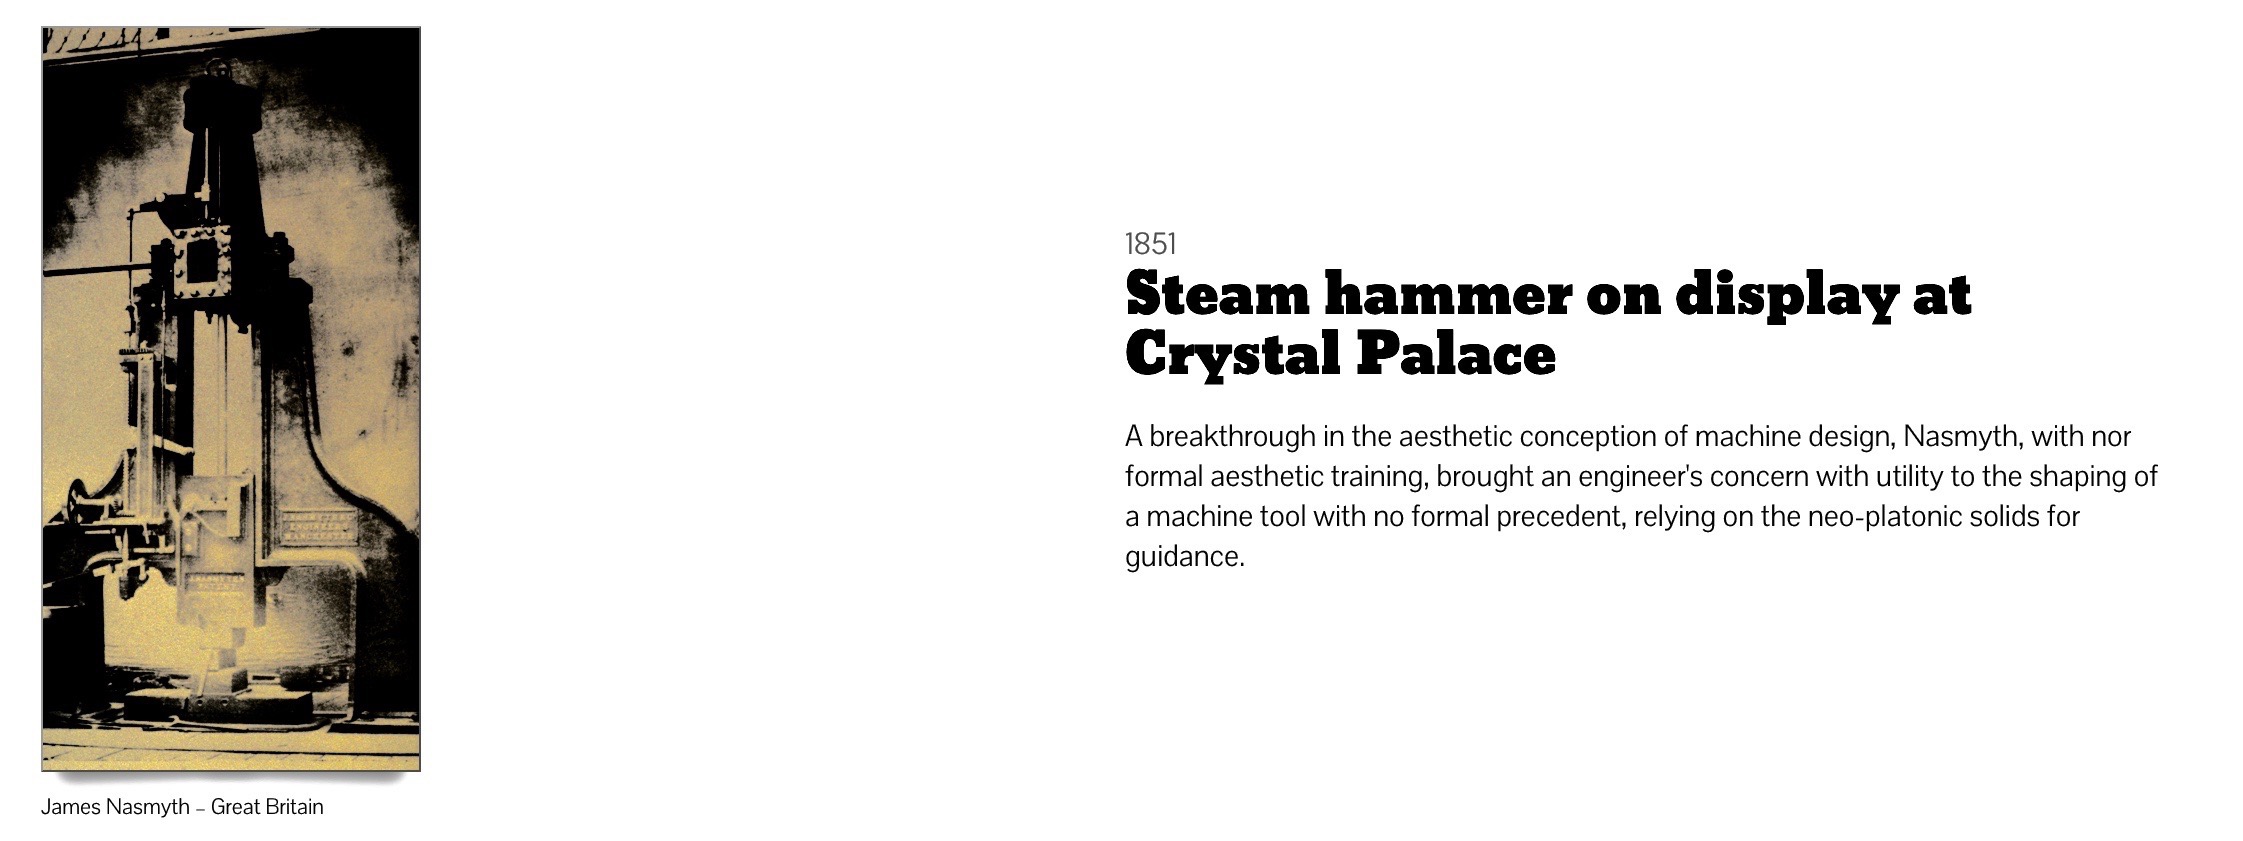 1851
Steam hammer on display at
Crystal Palace
A breakthrough in the aesthetic conception of machine design, Nasmyth, with nor
formal aesthetic training, brought an engineer's concern with utility to the shaping of
a machine tool with no formal precedent, relying on the neo-platonic solids for
guidance.
James Nasmyth – Great Britain